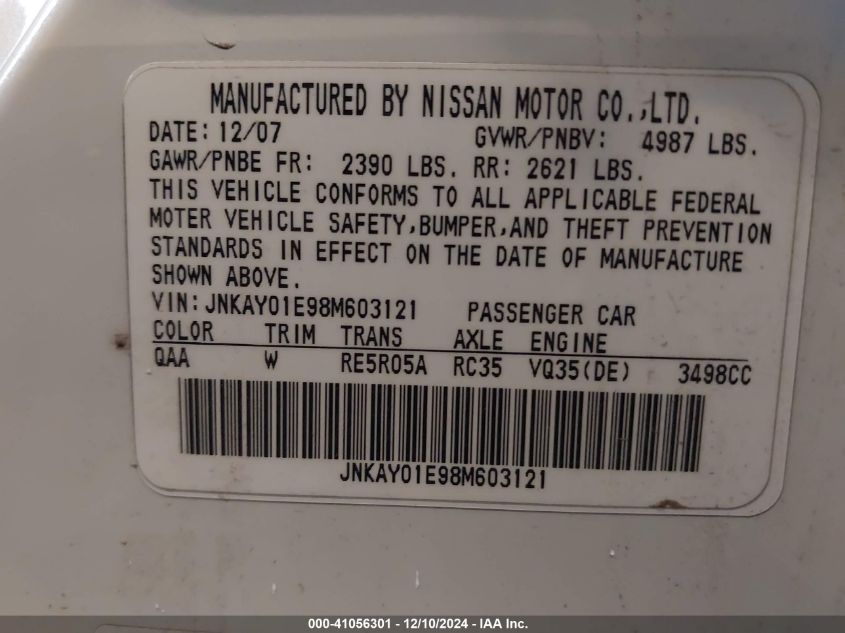 MANUFACTURED BY NISSAN MOTOR CO.,LTD.
DATE: 12/07 GVWR/PNBV: 4987 LBS.
GAWR/PNBE FR: 2390 LBS. RR: 2621 LBS.
THIS VEHICLE CONFORMS TO ALL APPLICABLE FEDERAL
MOTER VEHICLE SAFETY,BUMPER,AND THEFT PREVENTION
STANDARDS IN EFFECT ON THE DATE OF MANUFACTURE
SHOWN ABOVE.
VIN: JNKAY01E98M603121 PASSENGER CAR
COLOR TRIM TRANS AXLE ENGINE
QAA W RE5R05A RC35 VQ35(DE) 3498CC
JNKAY01E98M603121
000-41056301 - 12/10/2024 - IAA Inc.